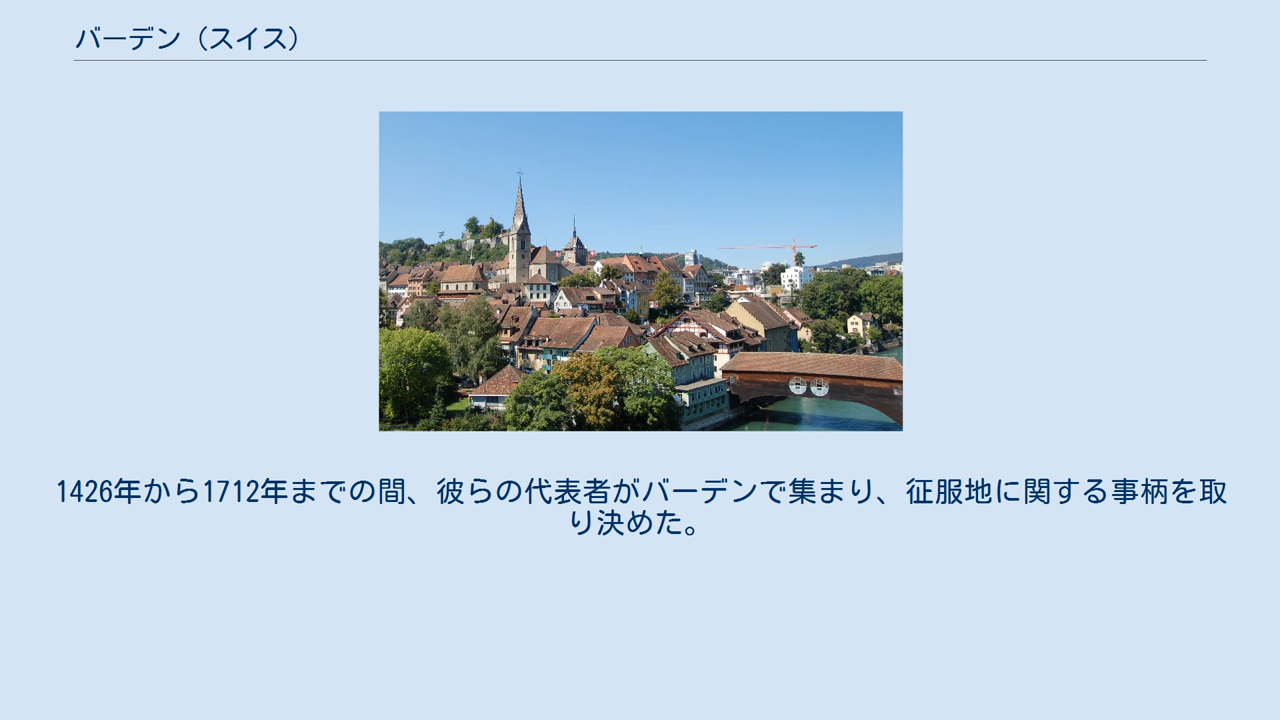 バーデン（スイス）
1426年から1712年までの間、彼らの代表者がバーデンで集まり、征服地に関する事柄を取
り決めた。